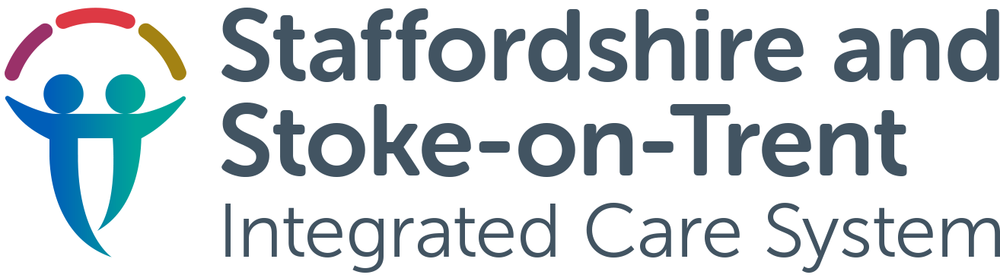 Staffordshire and
Stoke-on-Trent
Integrated Care System